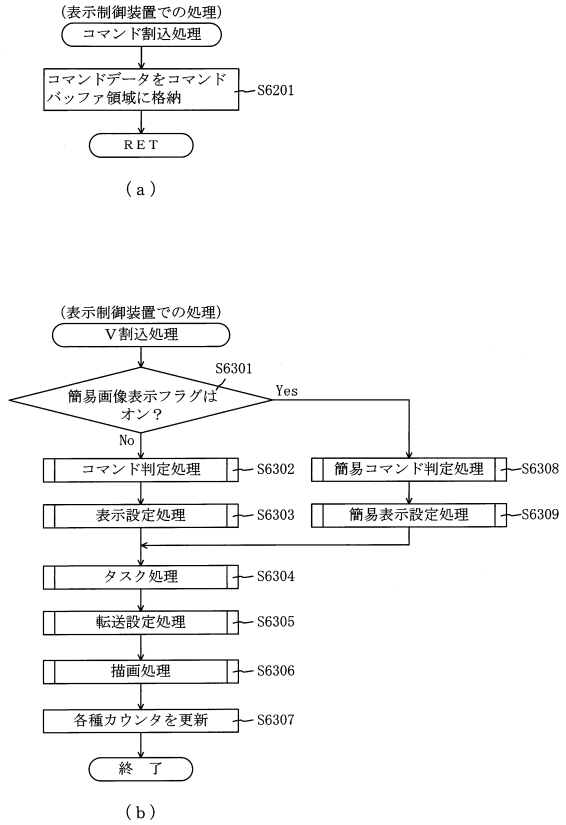 (表示制御装置での処理)
コマンド割込処理
コマンドデータをコマンド
バッファ領域に格納
S6201
RET
(a)
(表示制御装置での処理)
V割込処理
S6301
簡易画像表示フラグは
オン?
Yes
No
コマンド判定処理
S6302
簡易コマンド判定処理
S6308
表示設定処理
S6303
簡易表示設定処理
S6309
タスク処理
S6304
転送設定処理
S6305
描画処理
S6306
各種カウンタを更新
S6307
終 了
(b)